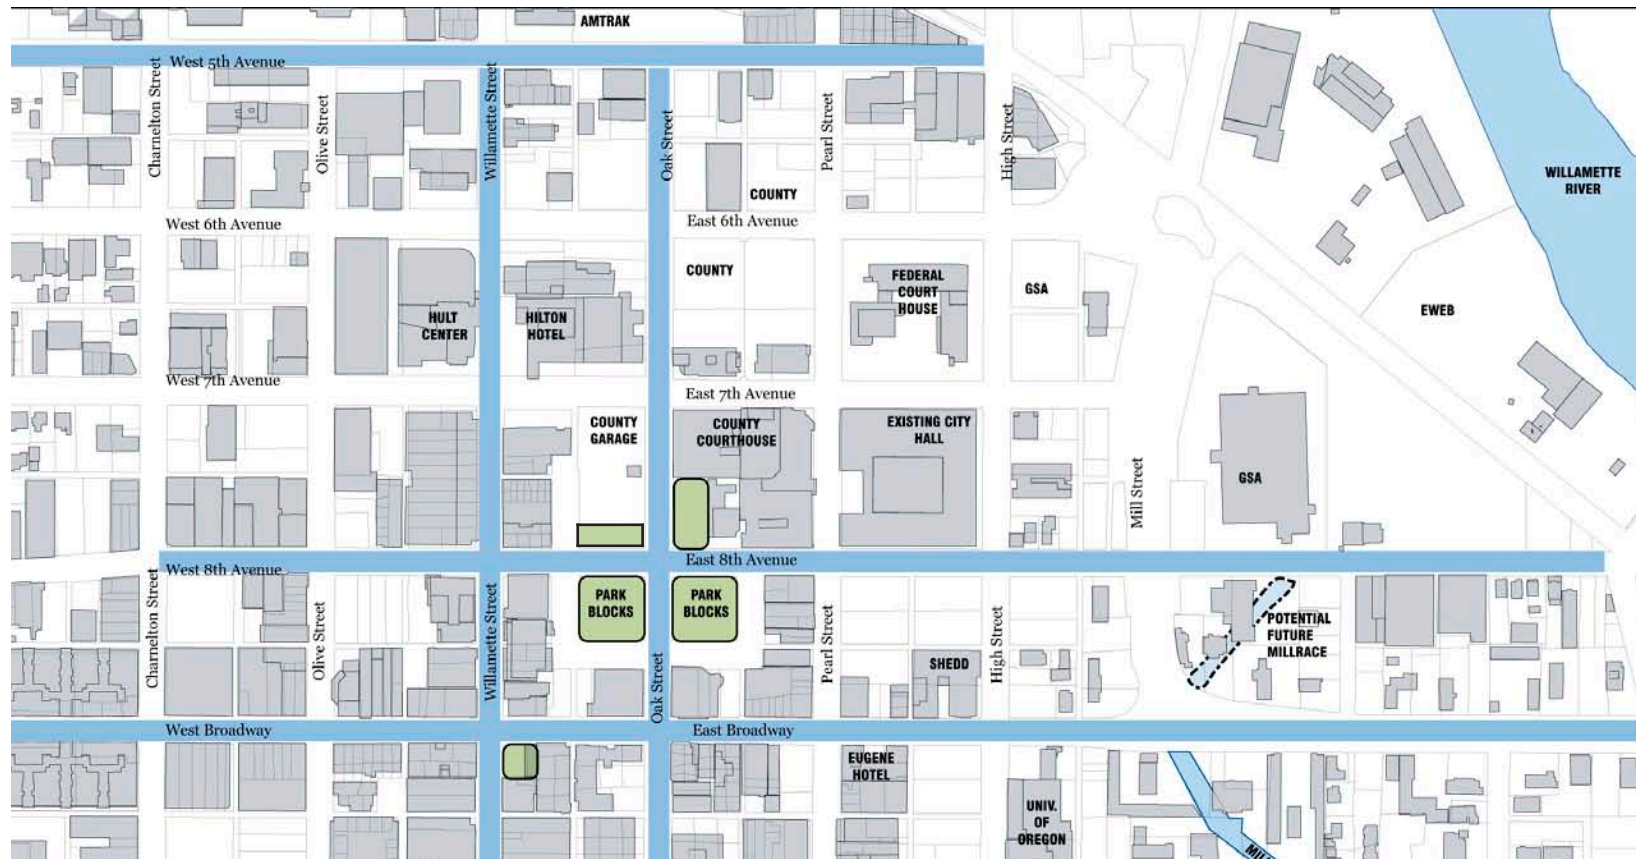 AMTRAK
West 5th Avenue
Charnelton Street
Olive Street
Willamette Street
Oak Street
Pearl Street
High Street
WILLAMETTE
RIVER
COUNTY
West 6th Avenue
East 6th Avenue
COUNTY
FEDERAL
COURT
HOUSE
GSA
HULT
CENTER
HILTON
HOTEL
EWEB
West 7th Avenue
East 7th Avenue
COUNTY
GARAGE
COUNTY
COURTHOUSE
EXISTING CITY
HALL
GSA
Mill Street
West 8th Avenue
East 8th Avenue
Charnelton Street
Olive Street
Willamette Street
PARK
BLOCKS
Oak Street
PARK
BLOCKS
Pearl Street
SHEDD
High Street
POTENTIAL
FUTURE
MILLRACE
West Broadway
East Broadway
EUGENE
HOTEL
UNIV.
OF
OREGON